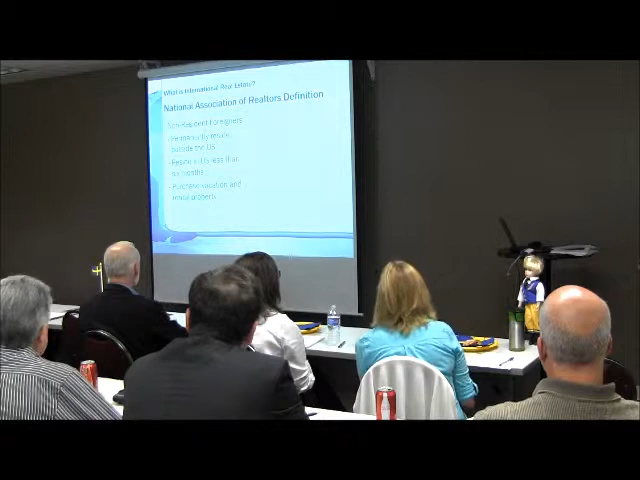 What is International Real Estate?
National Association of Realtors Definition
Non-Resident Foreigners
- Permanently reside
outside the US
- Reside in US less than
six months
- Purchase vacation and
rental property